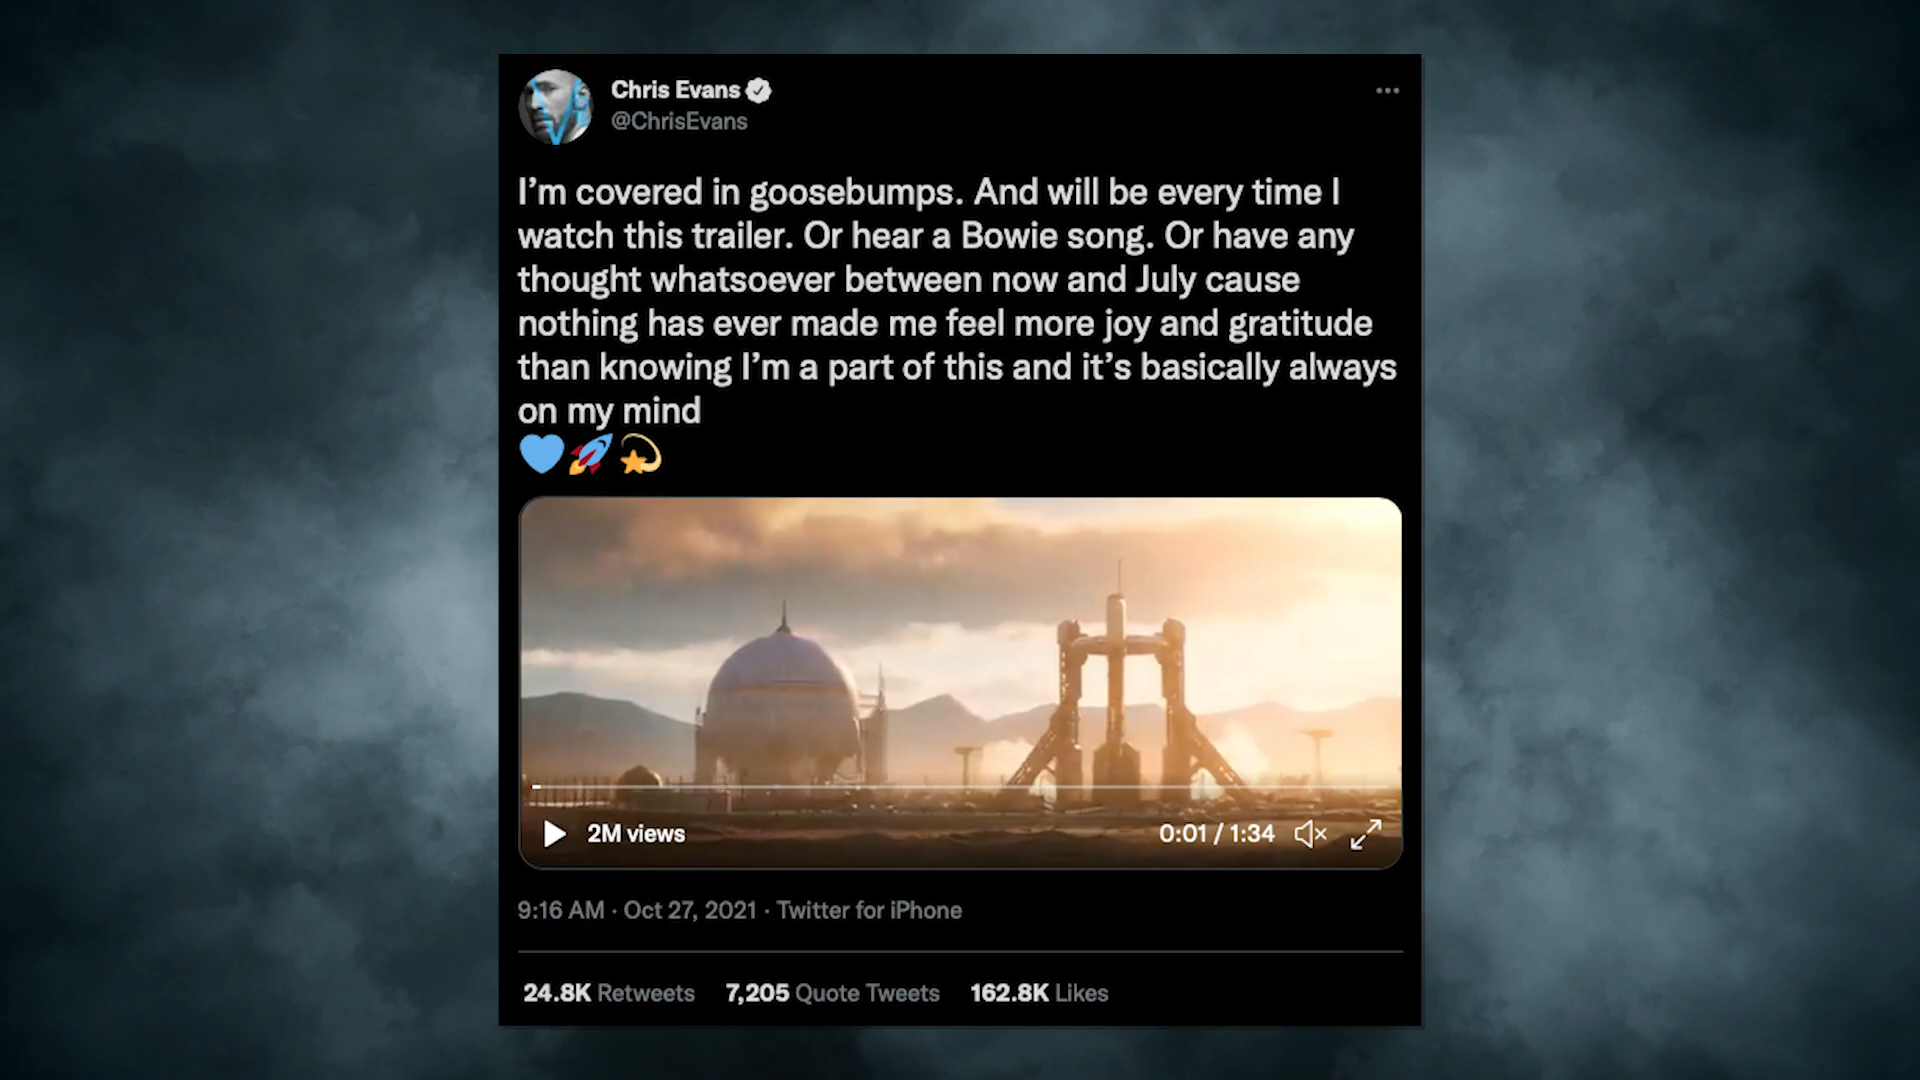 Chris Evans
@ChrisEvans
I’m covered in goosebumps. And will be every time I
watch this trailer. Or hear a Bowie song. Or have any
thought whatsoever between now and July cause
nothing has ever made me feel more joy and gratitude
than knowing I’m a part of this and it’s basically always
on my mind
💙🚀💫
2M views 0:01 / 1:34
9:16 AM · Oct 27, 2021 · Twitter for iPhone
24.8K Retweets 7,205 Quote Tweets 162.8K Likes